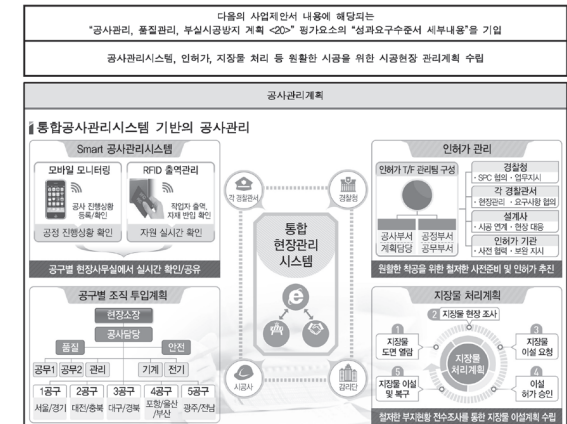 다음의 사업제안서 내용에 해당되는
“공사관리, 품질관리, 부실시공방지 계획 <20>” 평가요소의 “성과요구수준서 세부내용”을 기입
공사관리시스템, 인허가, 지장물 처리 등 원활한 시공을 위한 시공현장 관리계획 수립
공사관리계획
통합공사관리시스템 기반의 공사관리
Smart 공사관리시스템
모바일 모니터링
공사 진행상황
등록/확인
공정 진행상황 확인
RFID 출역관리
작업자 출역,
자재 반입 확인
자원 실시간 확인
공구별 현장사무실에서 실시간 확인/공유
공구별 조직 투입계획
현장소장
공사담당
품질
안전
공무1 공무2 관리
기계 전기
1공구 2공구 3공구 4공구 5공구
서울/경기 대전/충북 대구/경북 포항/울산 광주/전남
/부산
각 경찰관서
경찰청
통합
현장관리
시스템
시공사
감리단
인허가 관리
인허가 T/F 관리팀 구성
공사부서 공정부서
계획담당 공무부서
경찰청
· SPC 협의 · 업무지시
각 경찰관서
· 현장관리 · 요구사항 협의
설계사
· 시공 연계 · 현상 대응
인허가 기관
· 사전 협력 · 보완 지시
원활한 착공을 위한 철저한 사전준비 및 인허가 추진
지장물 처리계획
1
지장물
도면 열람
2 지장물 현장 조사
3
지장물
이설 요청
4
이설
허가 승인
5
지장물 이설
및 복구
지장물
처리계획
철저한 부지현황 전수조사를 통한 지장물 이설계획 수립